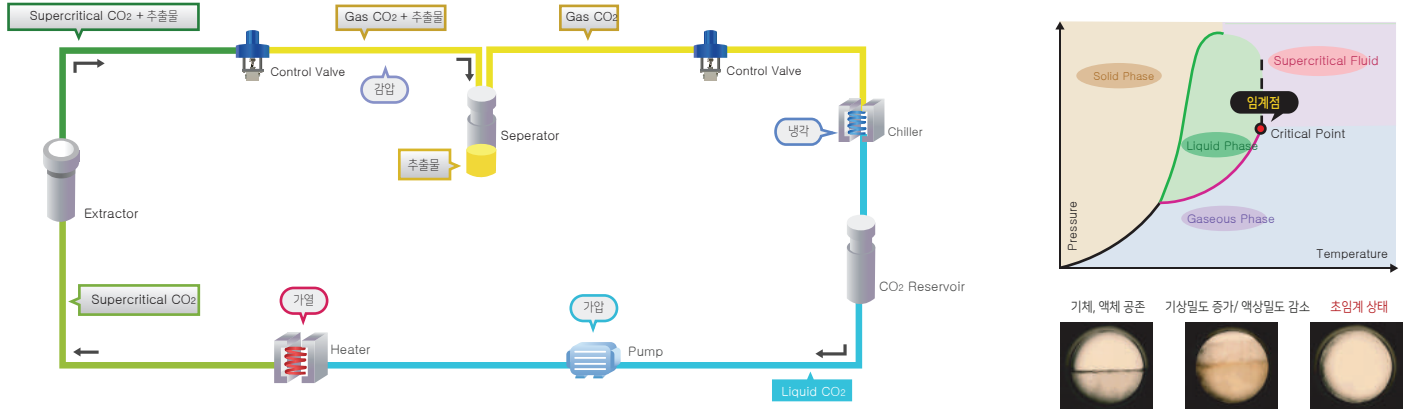 Supercritical CO2 + 추출물
Gas CO2 + 추출물
Gas CO2
Control Valve
감압
Control Valve
Seperator
추출물
냉각
Chiller
Extractor
CO2 Reservoir
Supercritical CO2
가열
Heater
가압
Pump
Liquid CO2
Solid Phase
Supercritical Fluid
임계점
Critical Point
Liquid Phase
Gaseous Phase
Pressure
Temperature
기체, 액체 공존
기상밀도 증가/ 액상밀도 감소
초임계 상태